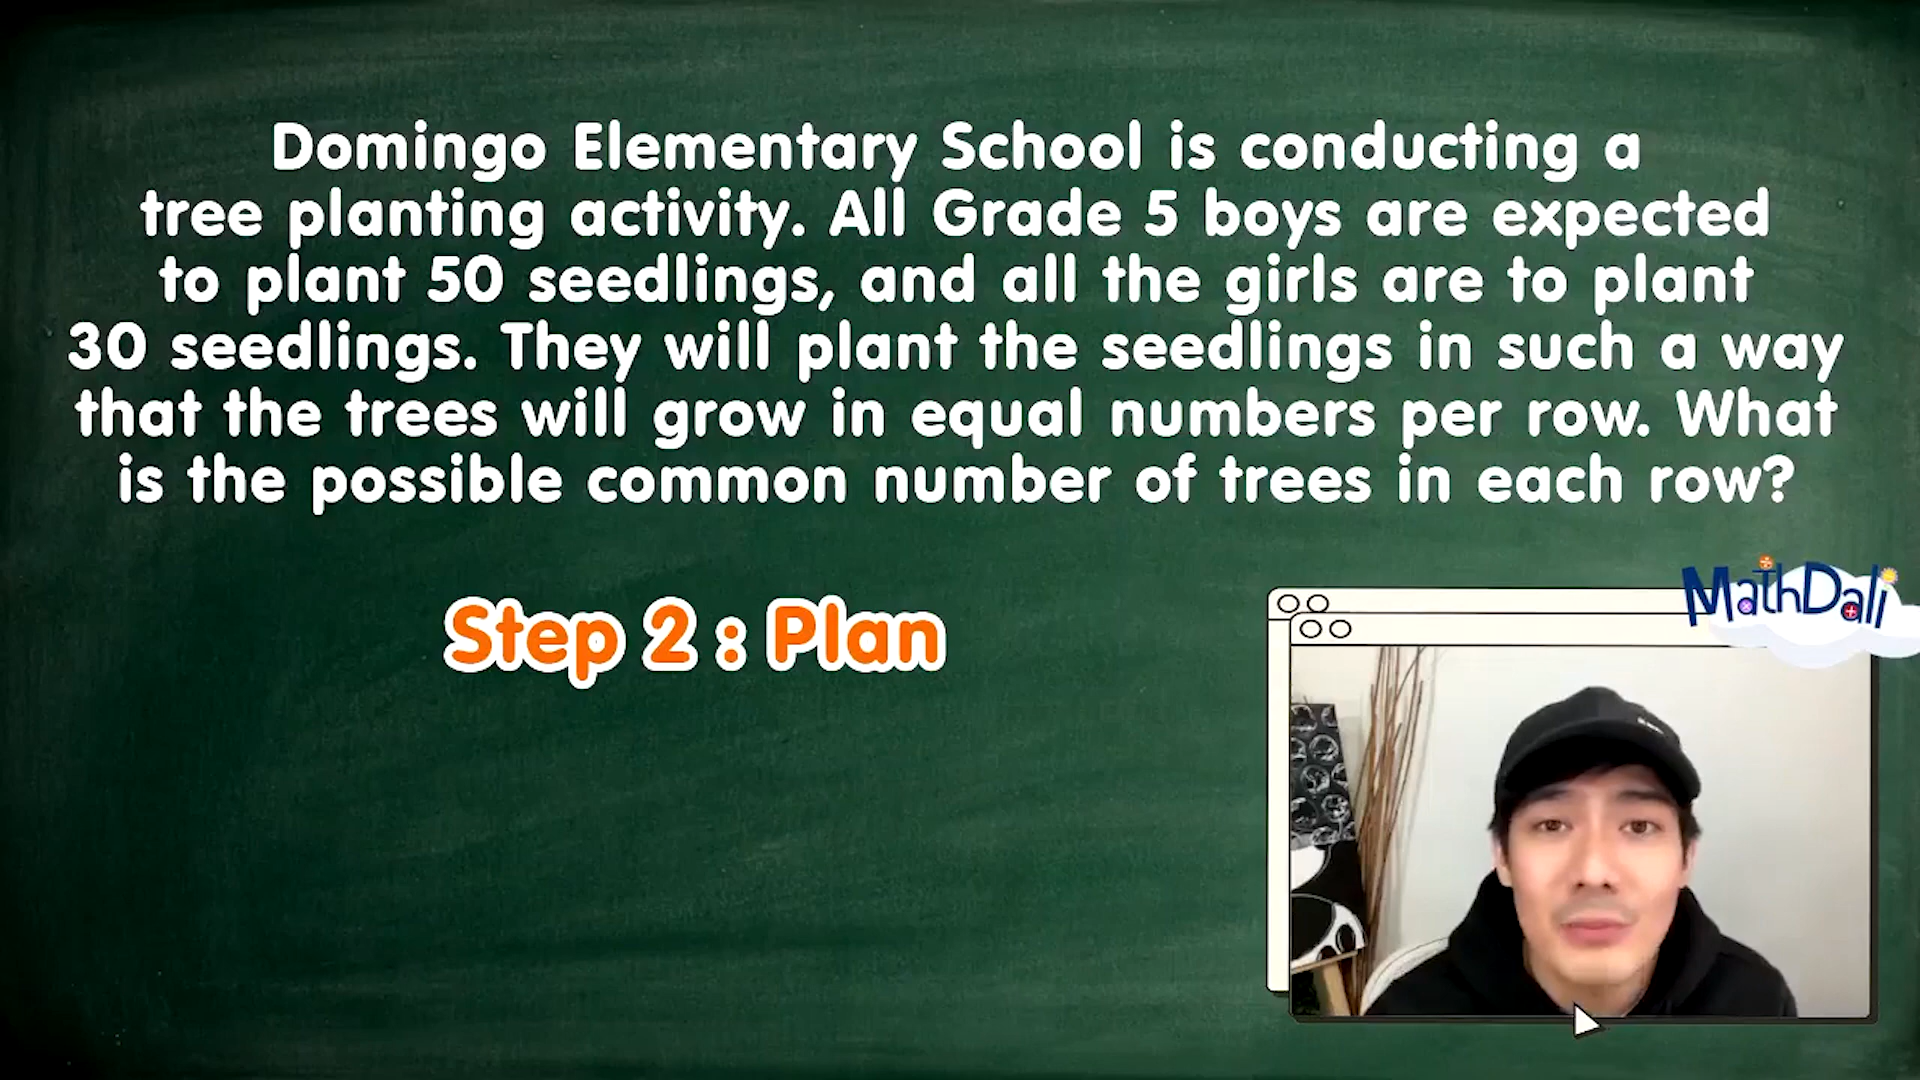 Domingo Elementary School is conducting a
tree planting activity. All Grade 5 boys are expected
to plant 50 seedlings, and all the girls are to plant
30 seedlings. They will plant the seedlings in such a way
that the trees will grow in equal numbers per row. What
is the possible common number of trees in each row?
MathDali
Step 2 : Plan